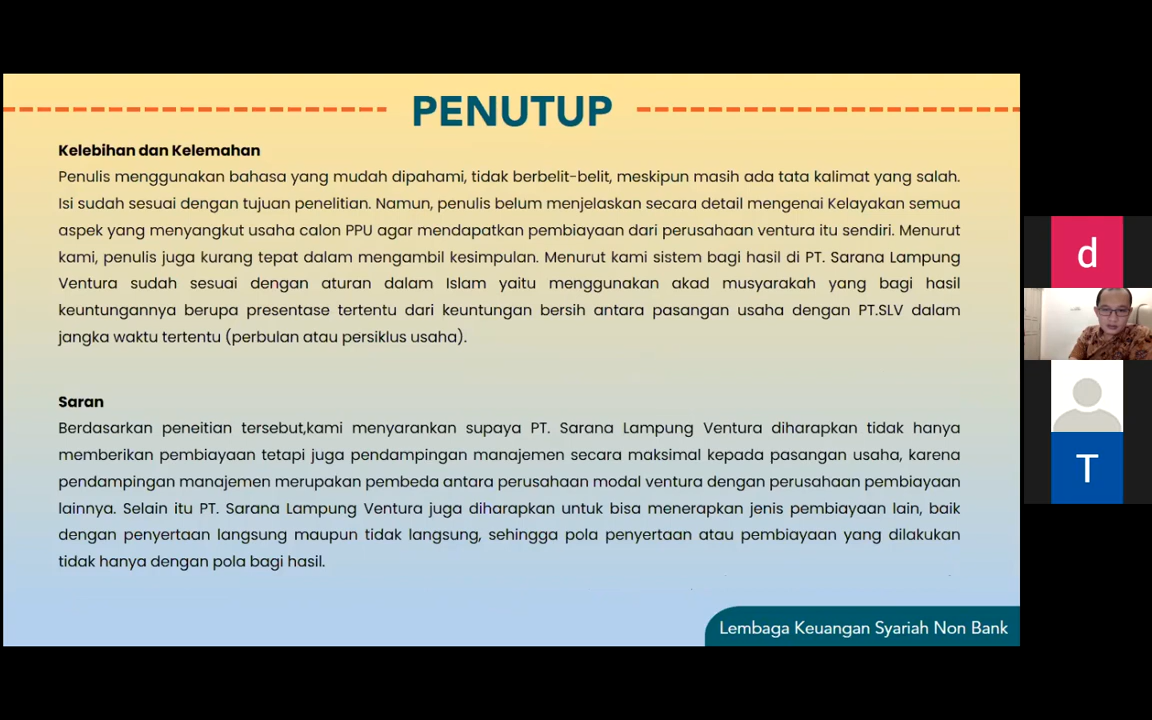 PENUTUP
Kelebihan dan Kelemahan
Penulis menggunakan bahasa yang mudah dipahami, tidak berbelit-belit, meskipun masih ada tata kalimat yang salah.
Isi sudah sesuai dengan tujuan penelitian. Namun, penulis belum menjelaskan secara detail mengenai Kelayakan semua
aspek yang menyangkut usaha calon PPU agar mendapatkan pembiayaan dari perusahaan ventura itu sendiri. Menurut
kami, penulis juga kurang tepat dalam mengambil kesimpulan. Menurut kami sistem bagi hasil di PT. Sarana Lampung
Ventura sudah sesuai dengan aturan dalam Islam yaitu menggunakan akad musyarakah yang bagi hasil
keuntungannya berupa presentase tertentu dari keuntungan bersih antara pasangan usaha dengan PT.SLV dalam
jangka waktu tertentu (perbulan atau persiklus usaha).
Saran
Berdasarkan peneitian tersebut,kami menyarankan supaya PT. Sarana Lampung Ventura diharapkan tidak hanya
memberikan pembiayaan tetapi juga pendampingan manajemen secara maksimal kepada pasangan usaha, karena
pendampingan manajemen merupakan pembeda antara perusahaan modal ventura dengan perusahaan pembiayaan
lainnya. Selain itu PT. Sarana Lampung Ventura juga diharapkan untuk bisa menerapkan jenis pembiayaan lain, baik
dengan penyertaan langsung maupun tidak langsung, sehingga pola penyertaan atau pembiayaan yang dilakukan
tidak hanya dengan pola bagi hasil.
Lembaga Keuangan Syariah Non Bank
d
T